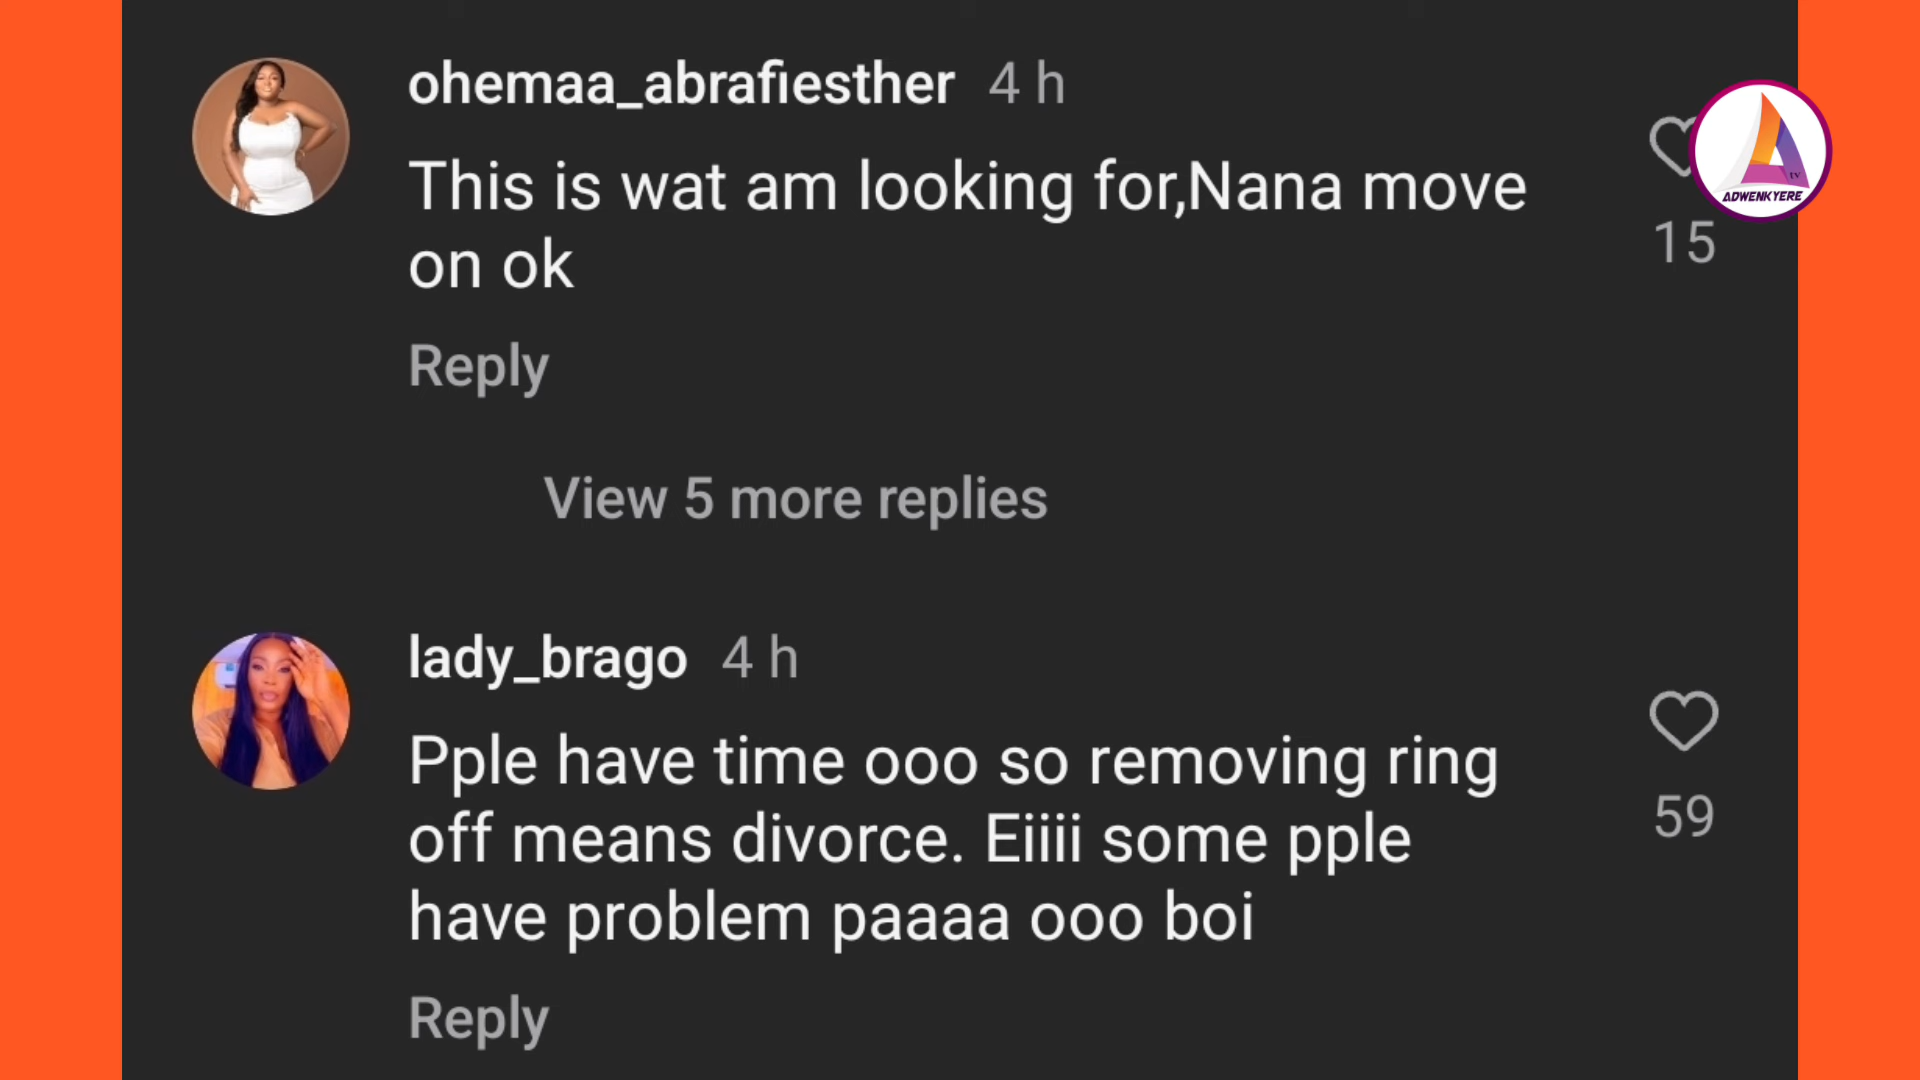 ohemaa_abrafiesther 4 h
This is wat am looking for,Nana move
on ok
15
Reply
View 5 more replies
lady_brago 4 h
Pple have time ooo so removing ring
off means divorce. Eiiii some pple
have problem paaaa ooo boi
59
Reply
tv
ADWENKYERE